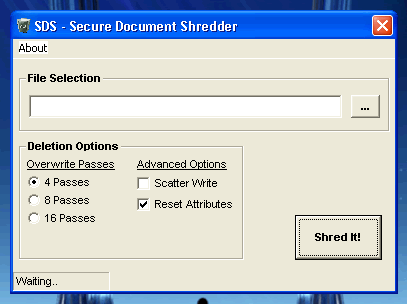 SDS - Secure Document Shredder
About
File Selection
...
Deletion Options
Overwrite Passes
4 Passes
8 Passes
16 Passes
Advanced Options
Scatter Write
Reset Attributes
Shred It!
Waiting..